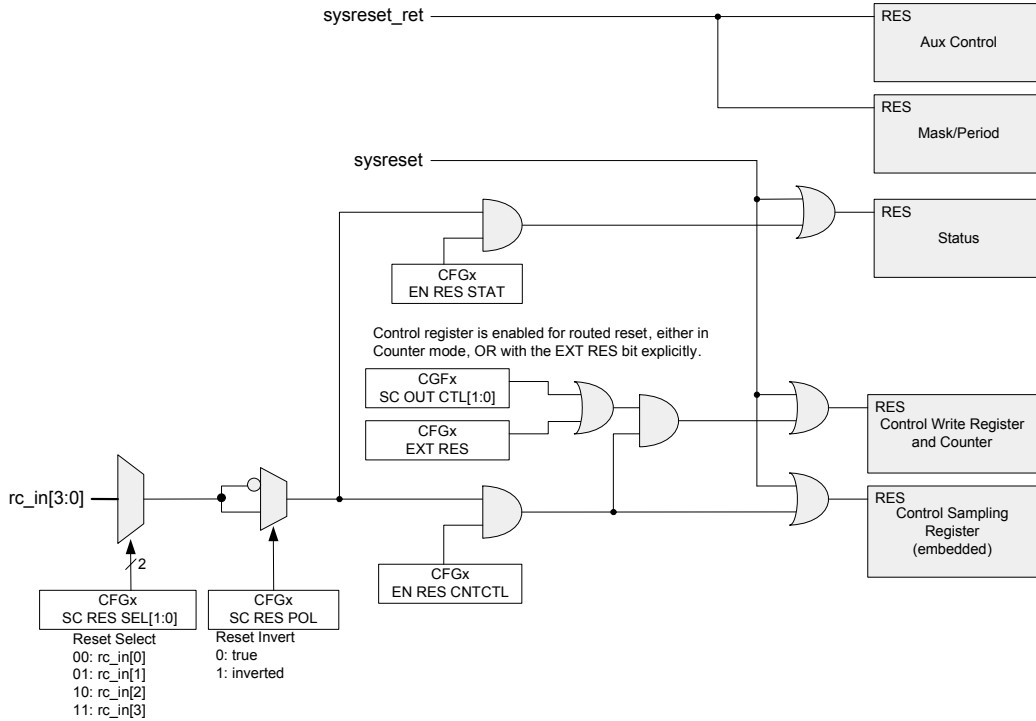 sysreset_ret
RES
Aux Control
RES
Mask/Period
sysreset
RES
Status
CFGx
EN RES STAT
Control register is enabled for routed reset, either in
Counter mode, OR with the EXT RES bit explicitly.
CGFx
SC OUT CTL[1:0]
CFGx
EXT RES
RES
Control Write Register
and Counter
rc_in[3:0]
RES
Control Sampling
Register
(embedded)
2
CFGx
EN RES CNTCTL
CFGx
SC RES SEL[1:0]
CFGx
SC RES POL
Reset Select
00: rc_in[0]
01: rc_in[1]
10: rc_in[2]
11: rc_in[3]
Reset Invert
0: true
1: inverted